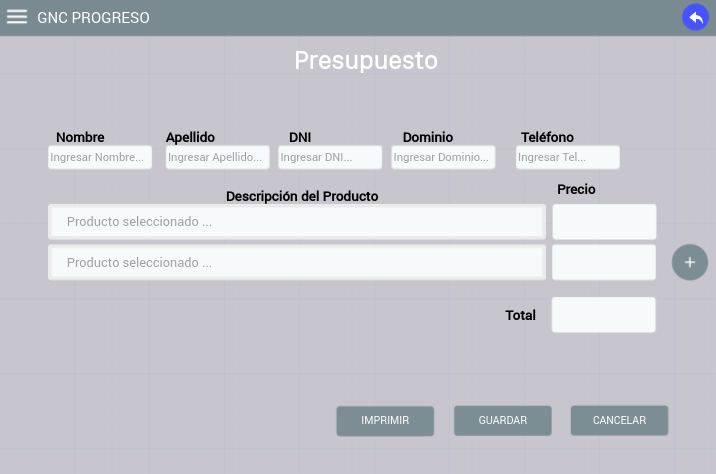 GNC PROGRESO
Presupuesto
Nombre Apellido DNI Dominio Teléfono
Ingresar Nombre... Ingresar Apellido... Ingresar DNI... Ingresar Dominio... Ingresar Tel...
Descripción del Producto Precio
Producto seleccionado ...
Producto seleccionado ...
+
Total
IMPRIMIR GUARDAR CANCELAR